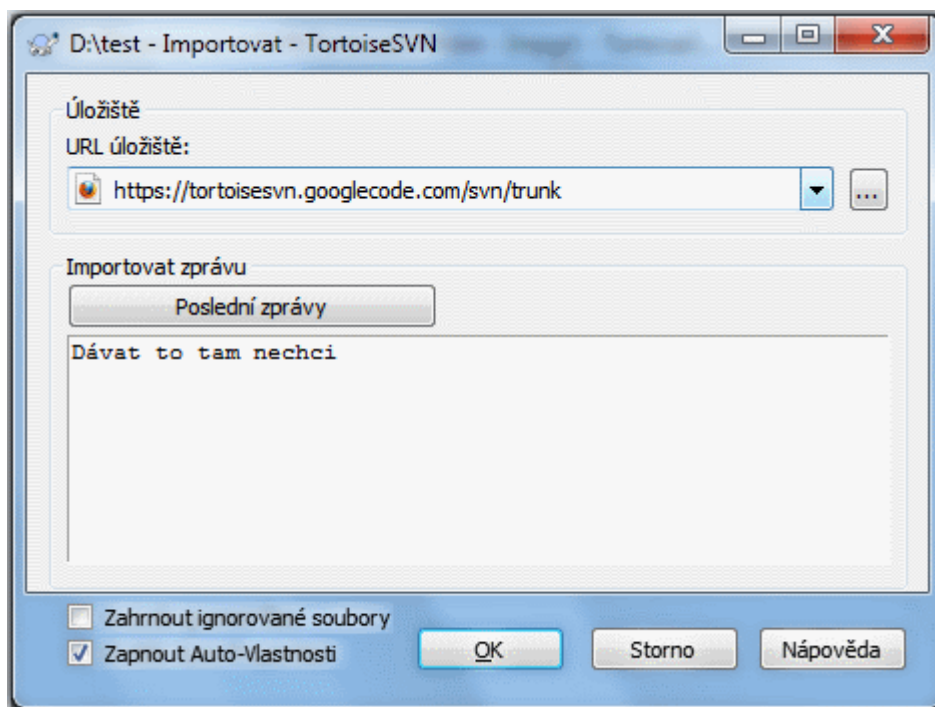 D:\test - Importovat - TortoiseSVN
Úložiště
URL úložiště:
https://tortoisesvn.googlecode.com/svn/trunk
...
Importovat zprávu
Poslední zprávy
Dávat to tam nechci
Zahrnout ignorované soubory
Zapnout Auto-Vlastnosti
OK
Storno
Nápověda